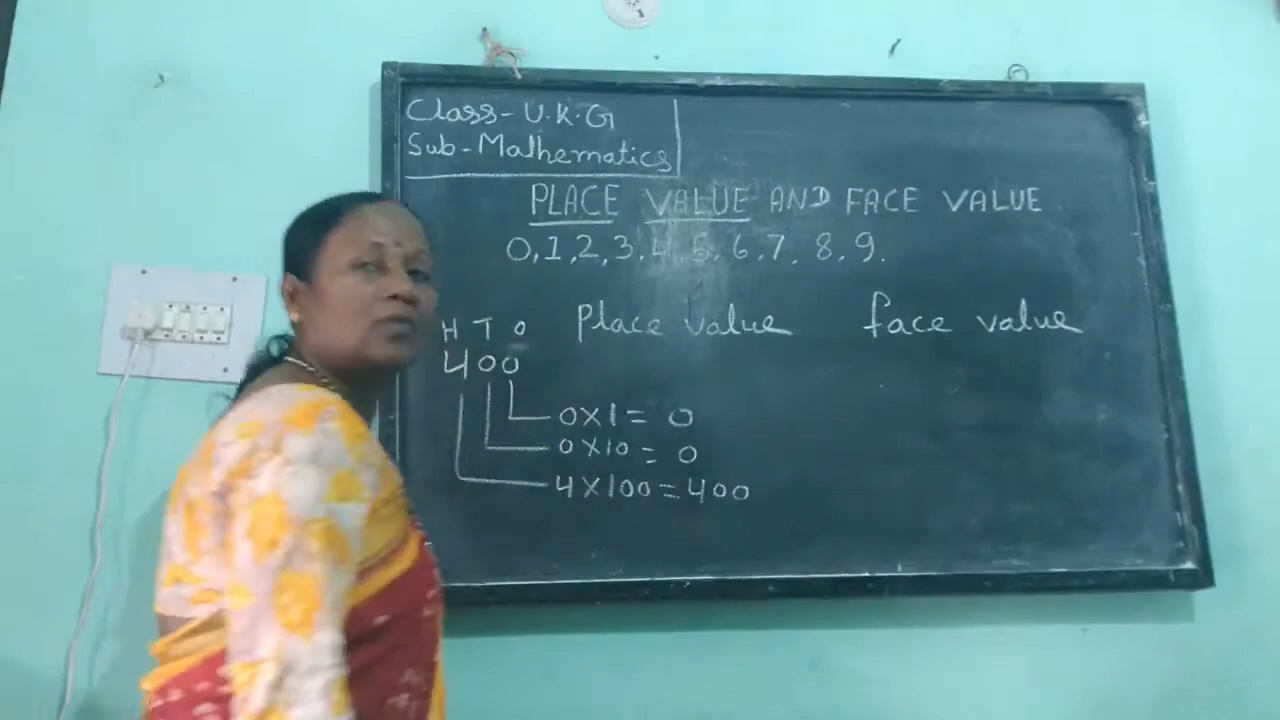 Class- U.K.G
Sub-Mathematics
PLACE VALUE AND FACE VALUE
0,1,2,3,4,5,6,7,8,9.
H T O Place value face value
400
0X1= 0
0X10= 0
4X100=400